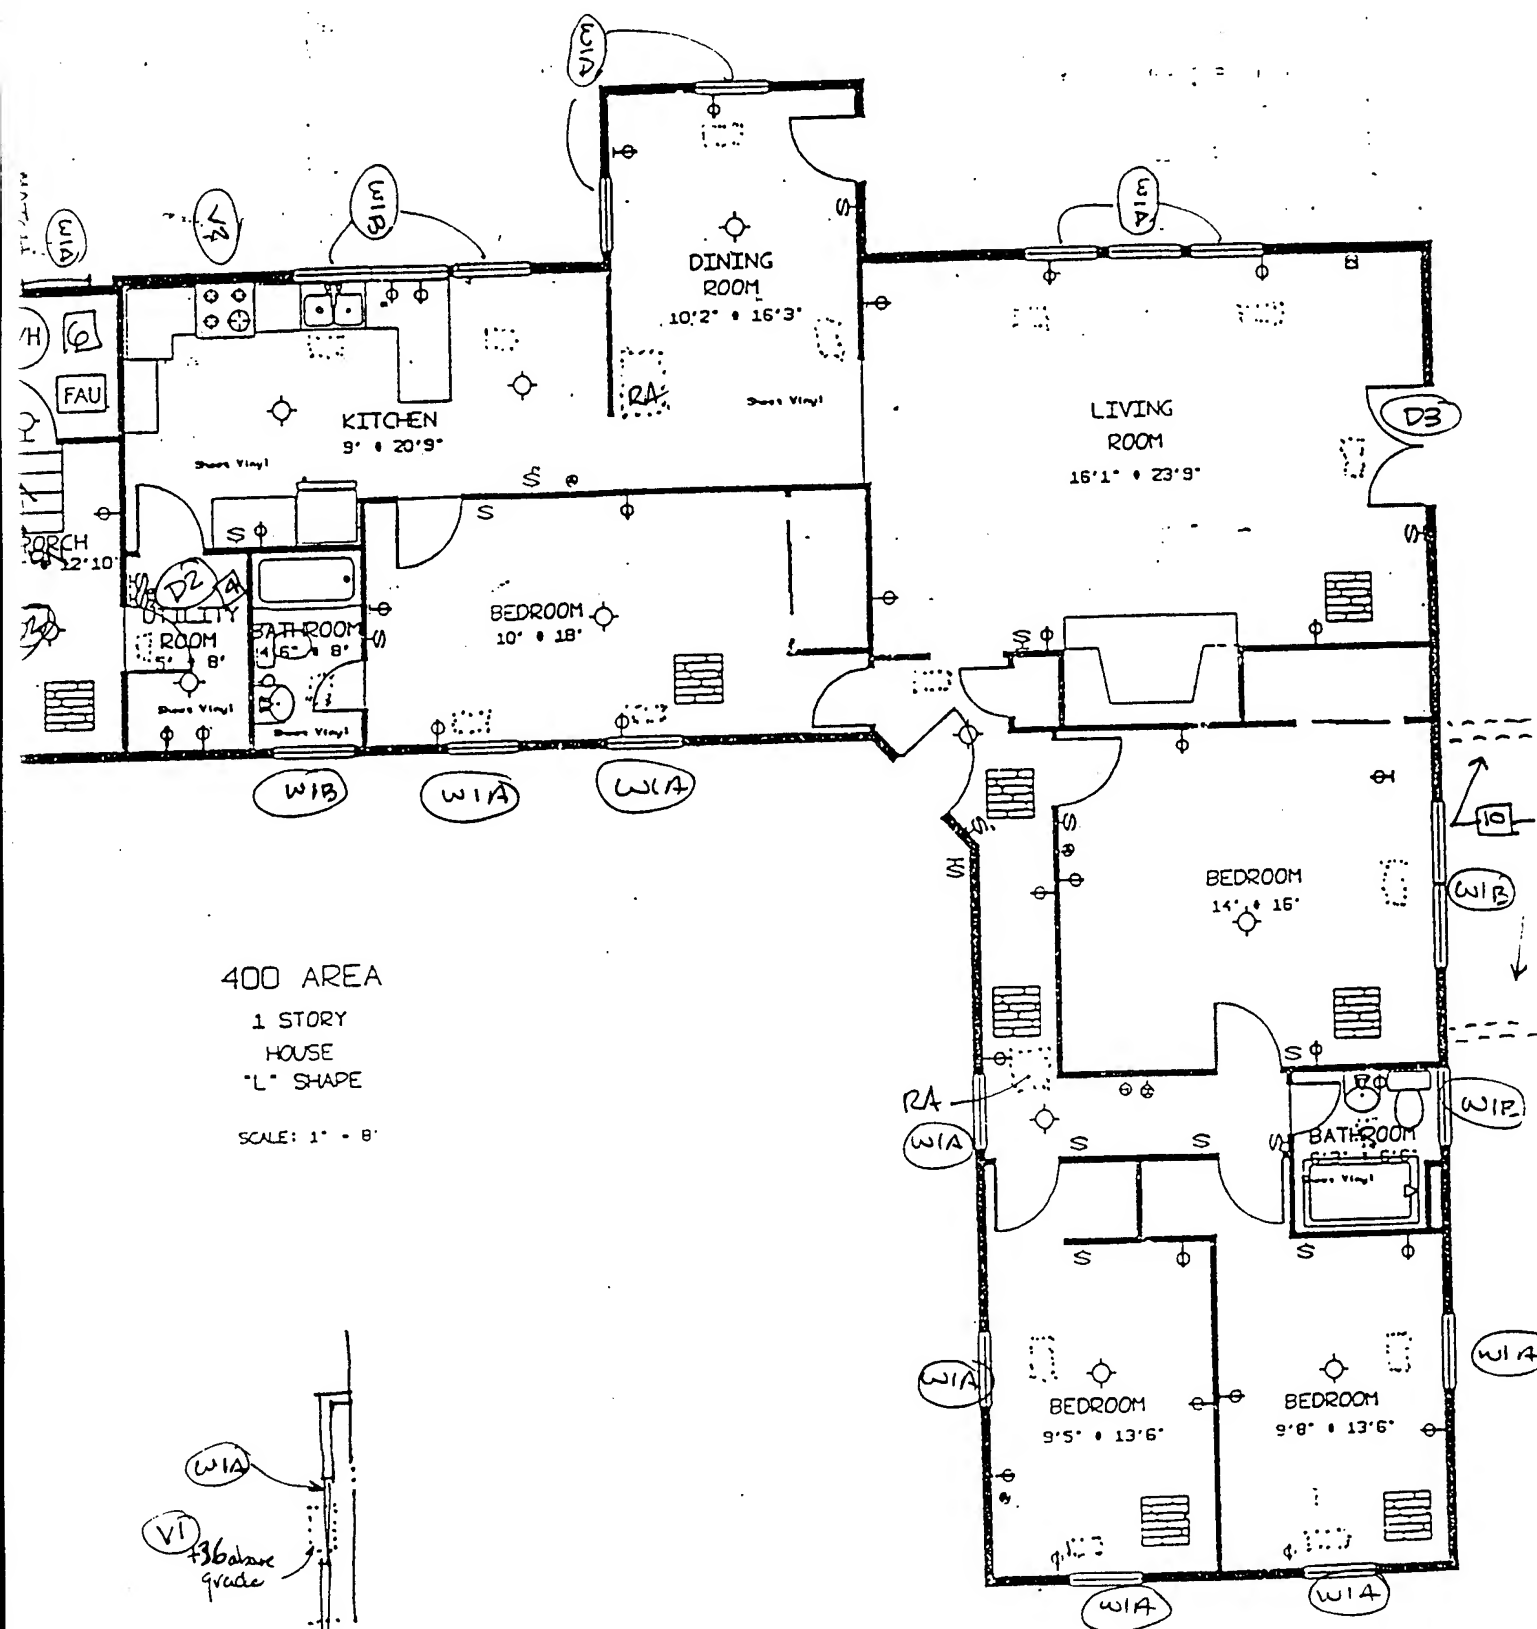 W1A
W1A
V2
W1B
W1A
DINING
ROOM
10'2" • 16'3"
RA
Sheet Vinyl
H
6
FAU
KITCHEN
9' • 20'9"
Sheet Vinyl
LIVING
ROOM
16'1" • 23'9"
D3
PORCH
12'10"
D2
4
UTILITY
ROOM
5' 8'
Sheet Vinyl
BATHROOM
4'6" • 8'
Sheet Vinyl
BEDROOM
10' • 18'
W1B
W1A
W1A
10
BEDROOM
14' • 16'
W1B
400 AREA
1 STORY
HOUSE
"L" SHAPE
SCALE: 1" = 8'
RA
W1A
BATHROOM
Sheet Vinyl
W1A
BEDROOM
9'5" • 13'6"
BEDROOM
9'8" • 13'6"
W1A
W1A
W1A
W1A
V1
+36 above
grade